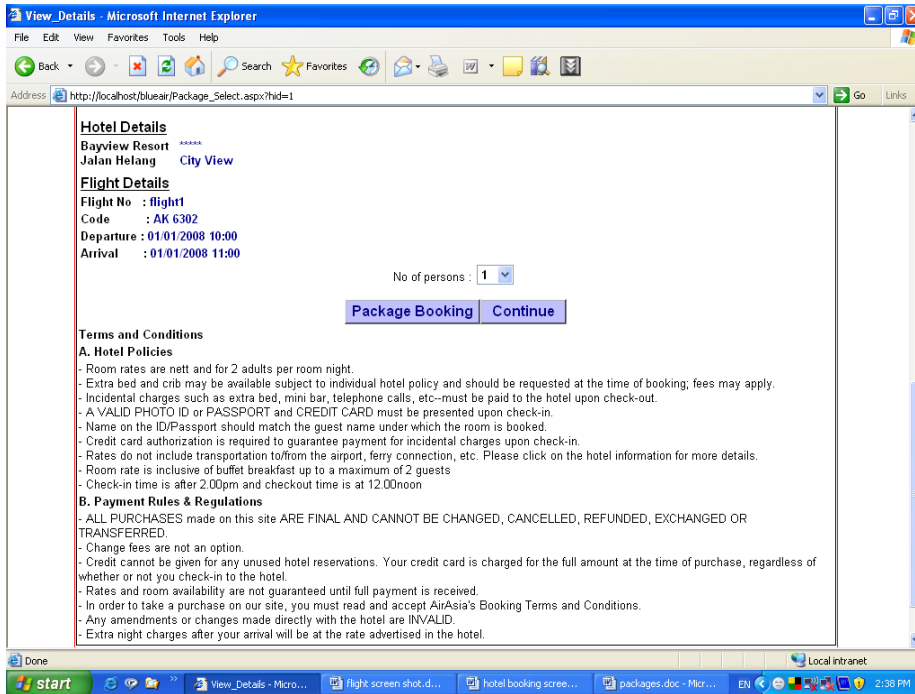 View_Details - Microsoft Internet Explorer
File Edit View Favorites Tools Help
Back Search Favorites
Address http://localhost/blueair/Package_Select.aspx?hid=1 Go Links
Hotel Details
Bayview Resort *****
Jalan Helang City View
Flight Details
Flight No : flight1
Code : AK 6302
Departure : 01/01/2008 10:00
Arrival : 01/01/2008 11:00
No of persons : 1
Package Booking Continue
Terms and Conditions
A. Hotel Policies
- Room rates are nett and for 2 adults per room night.
- Extra bed and crib may be available subject to individual hotel policy and should be requested at the time of booking; fees may apply.
- Incidental charges such as extra bed, mini bar, telephone calls, etc--must be paid to the hotel upon check-out.
- A VALID PHOTO ID or PASSPORT and CREDIT CARD must be presented upon check-in.
- Name on the ID/Passport should match the guest name under which the room is booked.
- Credit card authorization is required to guarantee payment for incidental charges upon check-in.
- Rates do not include transportation to/from the airport, ferry connection, etc. Please click on the hotel information for more details.
- Room rate is inclusive of buffet breakfast up to a maximum of 2 guests
- Check-in time is after 2.00pm and checkout time is at 12.00noon
B. Payment Rules & Regulations
- ALL PURCHASES made on this site ARE FINAL AND CANNOT BE CHANGED, CANCELLED, REFUNDED, EXCHANGED OR
TRANSFERRED.
- Change fees are not an option.
- Credit cannot be given for any unused hotel reservations. Your credit card is charged for the full amount at the time of purchase, regardless of
whether or not you check-in to the hotel.
- Rates and room availability are not guaranteed until full payment is received.
- In order to take a purchase on our site, you must read and accept AirAsia's Booking Terms and Conditions.
- Any amendments or changes made directly with the hotel are INVALID.
- Extra night charges after your arrival will be at the rate advertised in the hotel.
Done Local intranet
start View_Details - Micro... flight screen shot.d... hotel booking scree... packages.doc - Micr... EN 2:38 PM